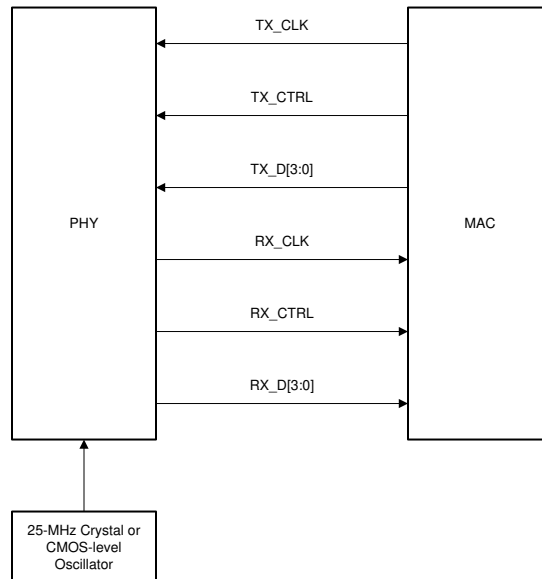 TX_CLK
TX_CTRL
TX_D[3:0]
PHY
MAC
RX_CLK
RX_CTRL
RX_D[3:0]
25-MHz Crystal or
CMOS-level
Oscillator